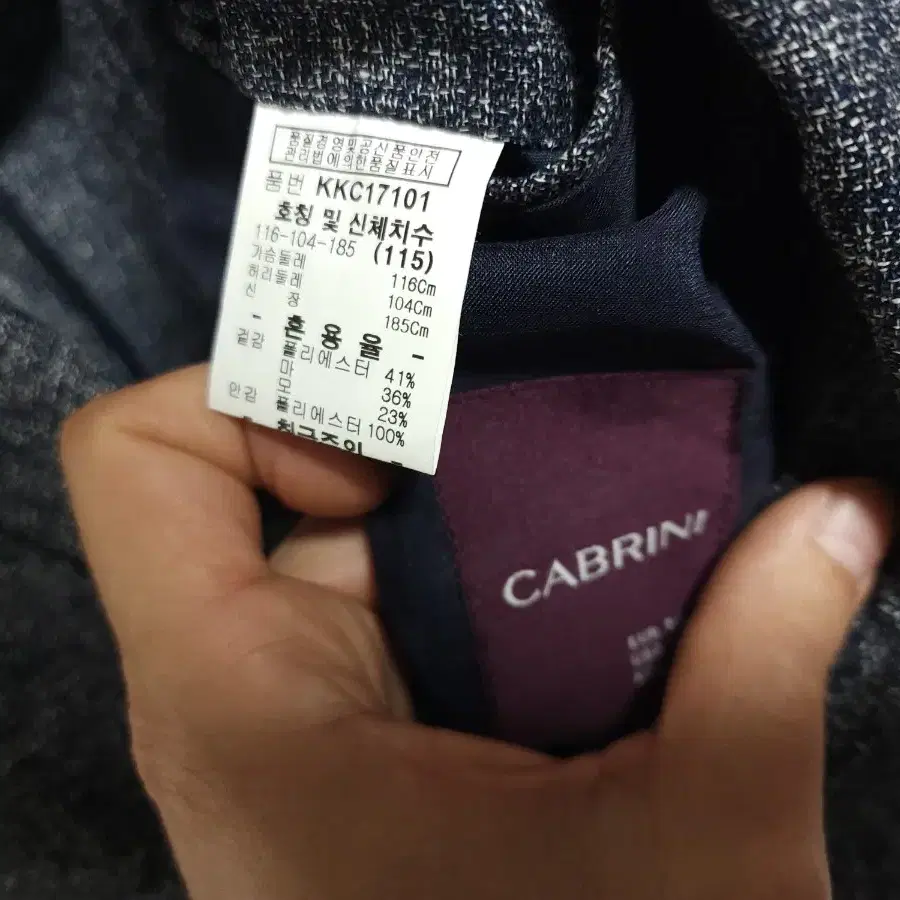 품질경영및공산품안전
관리법에의한품질표시
품번 KKC17101
호칭 및 신체치수
116-104-185 (115)
가슴둘레 116Cm
허리둘레 104Cm
신 장 185Cm
- 혼 용 율 -
겉감 폴리에스터 41%
마 36%
모 23%
안감 폴리에스터 100%
- 취급주의 -
CABRINI